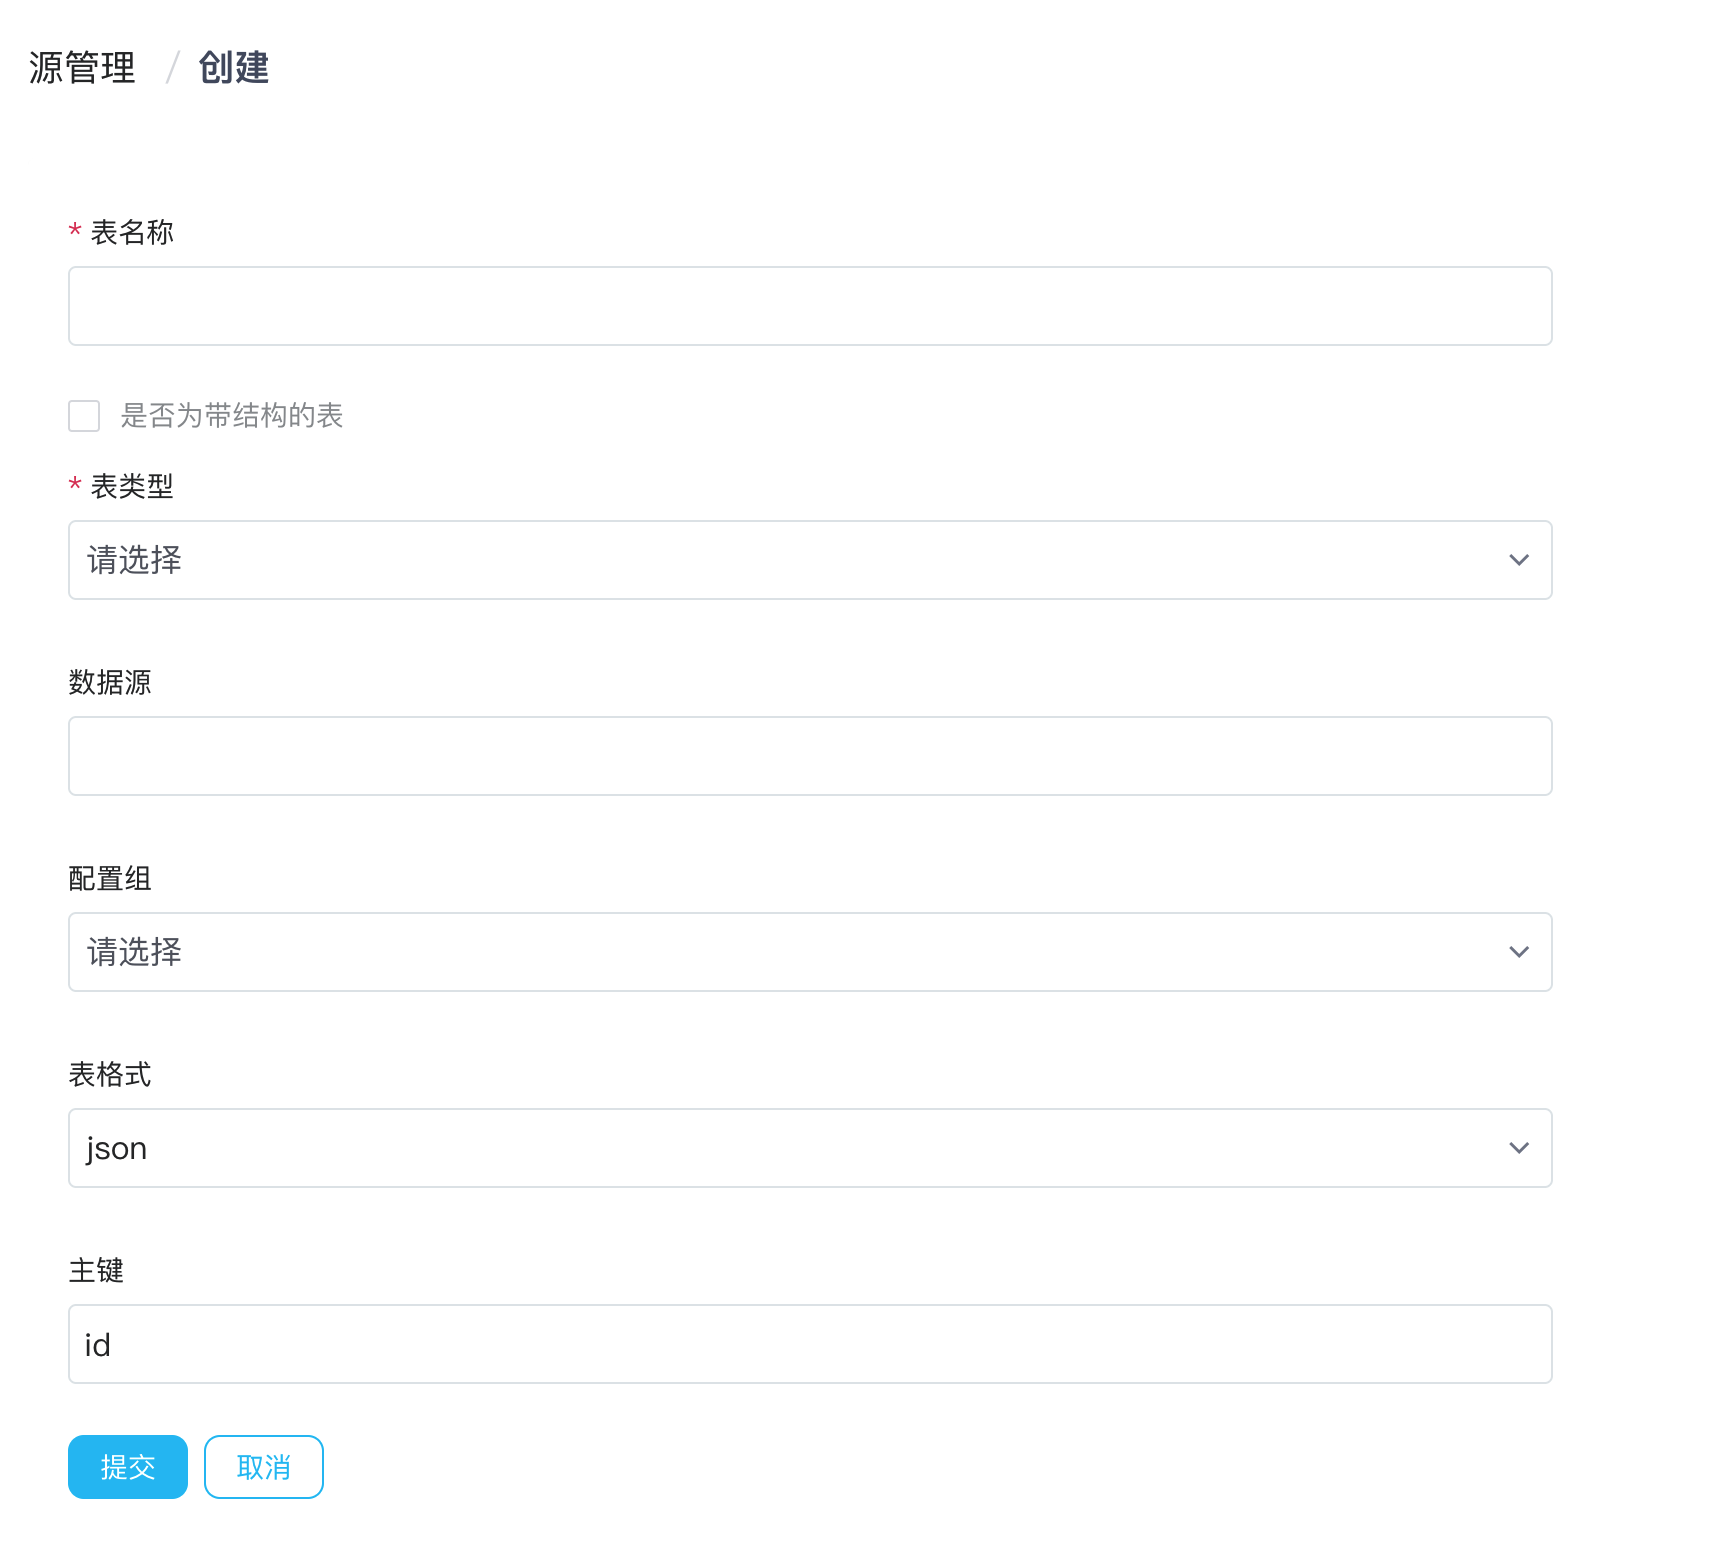 源管理 / 创建
* 表名称
是否为带结构的表
* 表类型
请选择
数据源
配置组
请选择
表格式
json
主键
id
提交 取消